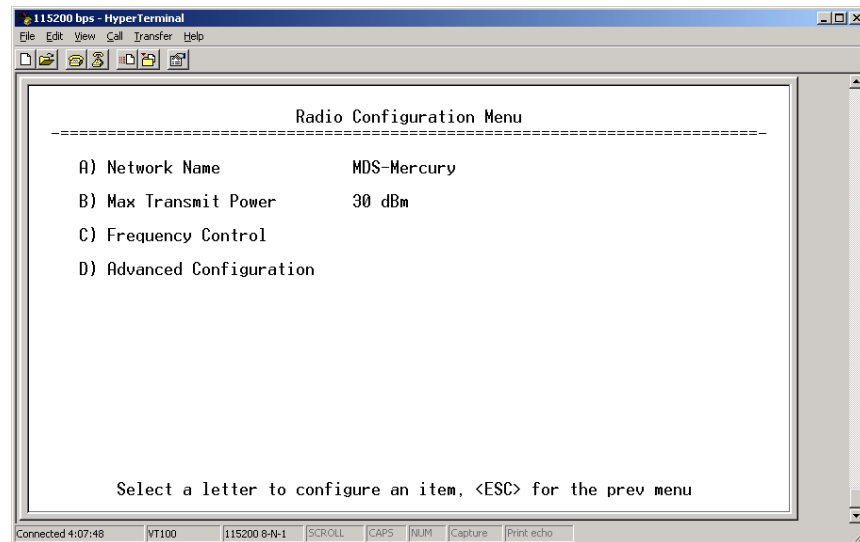 115200 bps - HyperTerminal
File Edit View Call Transfer Help
Radio Configuration Menu
-==========================================================================-
A) Network Name MDS-Mercury
B) Max Transmit Power 30 dBm
C) Frequency Control
D) Advanced Configuration
Select a letter to configure an item, <ESC> for the prev menu
Connected 4:07:48 VT100 115200 8-N-1 SCROLL CAPS NUM Capture Print echo